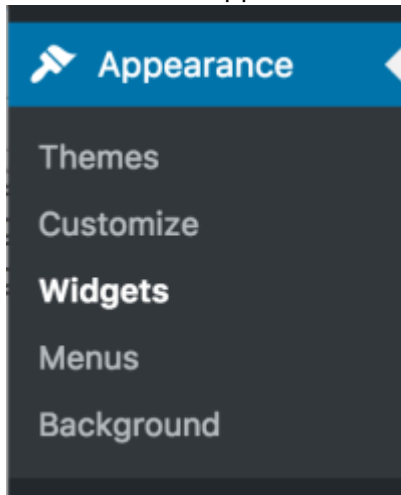 Appearance
Themes
Customize
Widgets
Menus
Background